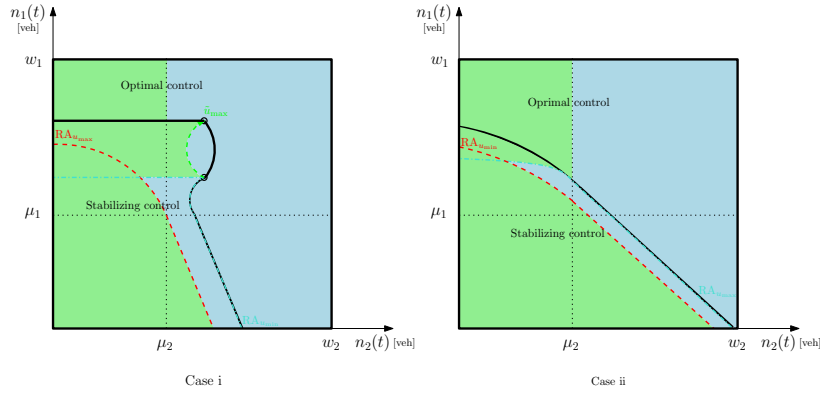 n₁(t)
[veh]
w₁
Optimal control
ñₘₐₓ
RAᵤₘₐₓ
Stabilizing control
μ₁
RAᵤₘᵢₙ
μ₂
w₂
n₂(t) [veh]
Case i
n₁(t)
[veh]
w₁
Oprimal control
RAᵤₘᵢₙ
μ₁
Stabilizing control
RAᵤₘₐₓ
μ₂
w₂
n₂(t) [veh]
Case ii